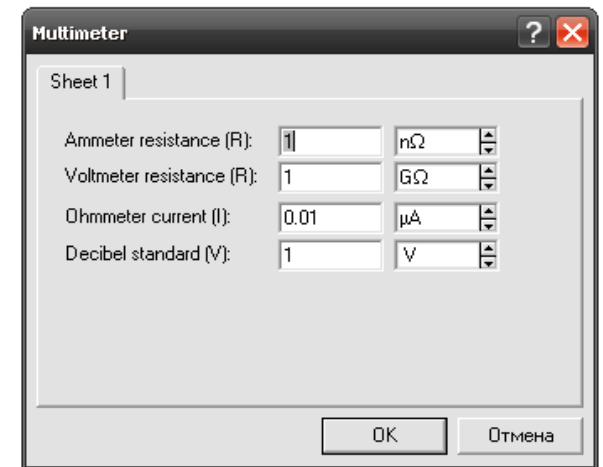 Multimeter
Sheet 1
Ammeter resistance (R): 1 nΩ
Voltmeter resistance (R): 1 GΩ
Ohmmeter current (I): 0.01 µA
Decibel standard (V): 1 V
OK Отмена